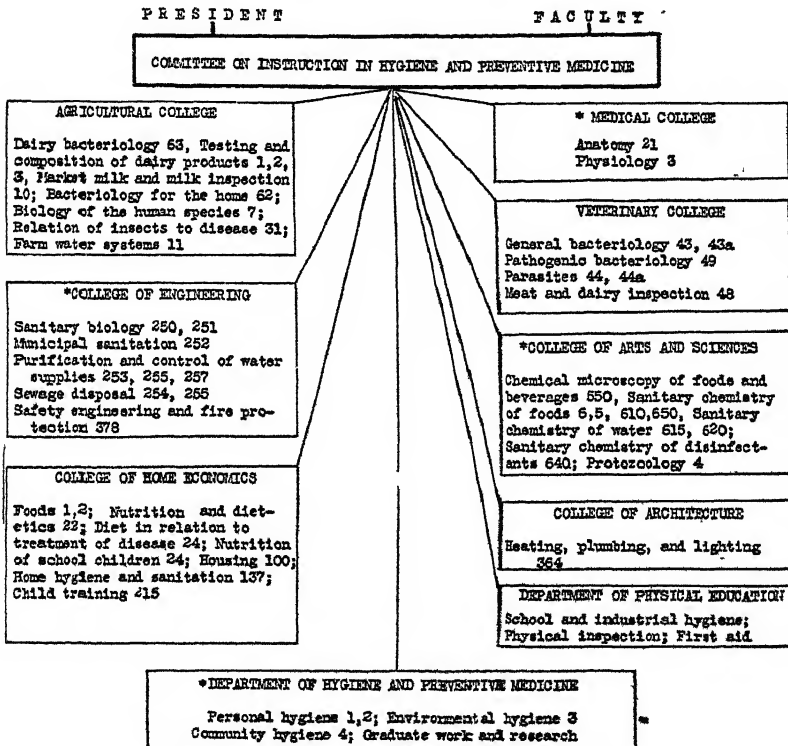 PRESIDENT FACULTY
COMMITTEE ON INSTRUCTION IN HYGIENE AND PREVENTIVE MEDICINE
AGRICULTURAL COLLEGE
Dairy bacteriology 63, Testing and
composition of dairy products 1,2,
3, Market milk and milk inspection
10; Bacteriology for the home 62;
Biology of the human species 7;
Relation of insects to disease 31;
Farm water systems 11
*COLLEGE OF ENGINEERING
Sanitary biology 250, 251
Municipal sanitation 252
Purification and control of water
supplies 253, 255, 257
Sewage disposal 254, 255
Safety engineering and fire pro-
tection 378
COLLEGE OF HOME ECONOMICS
Foods 1,2; Nutrition and diet-
etics 22; Diet in relation to
treatment of disease 24; Nutrition
of school children 24; Housing 100;
Home hygiene and sanitation 137;
Child training 215
* MEDICAL COLLEGE
Anatomy 21
Physiology 3
VETERINARY COLLEGE
General bacteriology 43, 43a
Pathogenic bacteriology 49
Parasites 44, 44a
Meat and dairy inspection 48
*COLLEGE OF ARTS AND SCIENCES
Chemical microscopy of foods and
beverages 550, Sanitary chemistry
of foods 6,5, 610,650, Sanitary
chemistry of water 615, 620;
Sanitary chemistry of disinfect-
ants 640; Protozoology 4
COLLEGE OF ARCHITECTURE
Heating, plumbing, and lighting
364
DEPARTMENT OF PHYSICAL EDUCATION
School and industrial hygiene;
Physical inspection; First aid
*DEPARTMENT OF HYGIENE AND PREVENTIVE MEDICINE
Personal hygiene 1,2; Environmental hygiene 3
Community hygiene 4; Graduate work and research